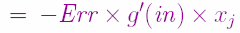 = −Err × g′(in) × x_j